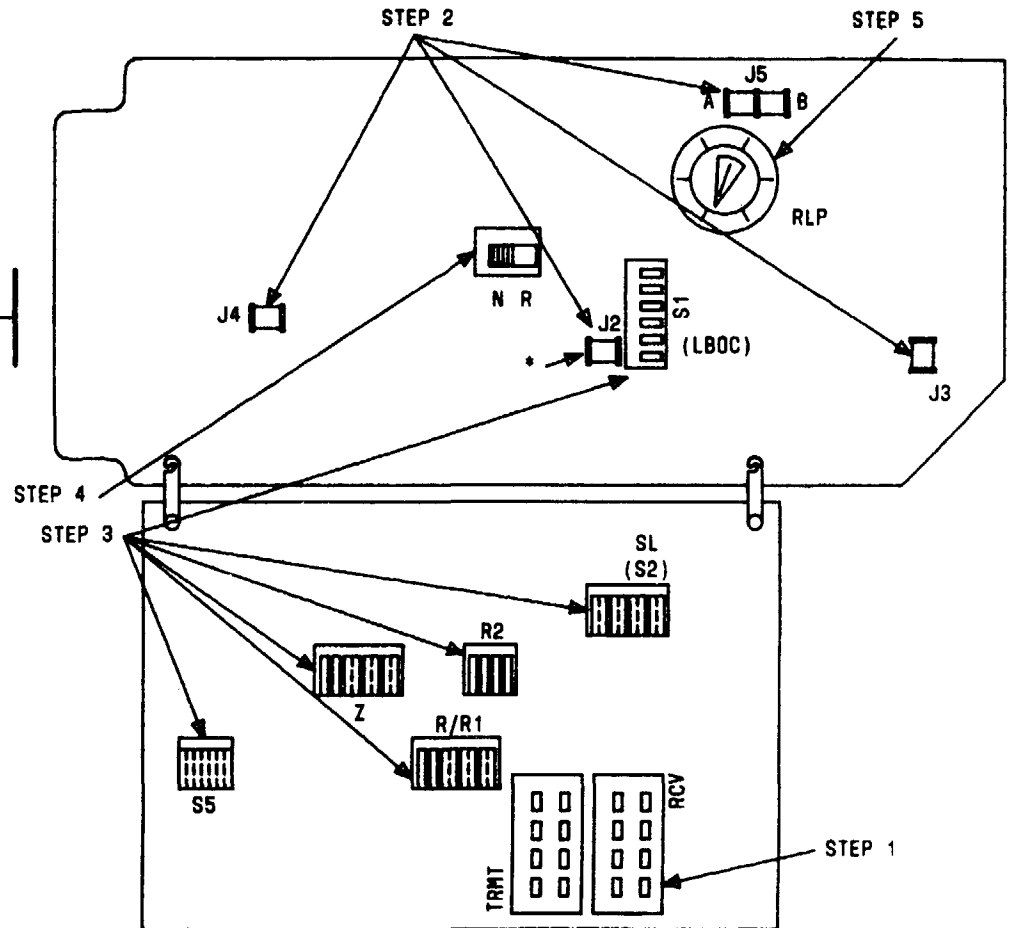 STEP 2
STEP 5
J5
A
B
RLP
N R
S1
J4
J2
(LBOC)
*
J3
STEP 4
STEP 3
SL
(S2)
R2
Z
R/R1
S5
RCV
TRMT
STEP 1